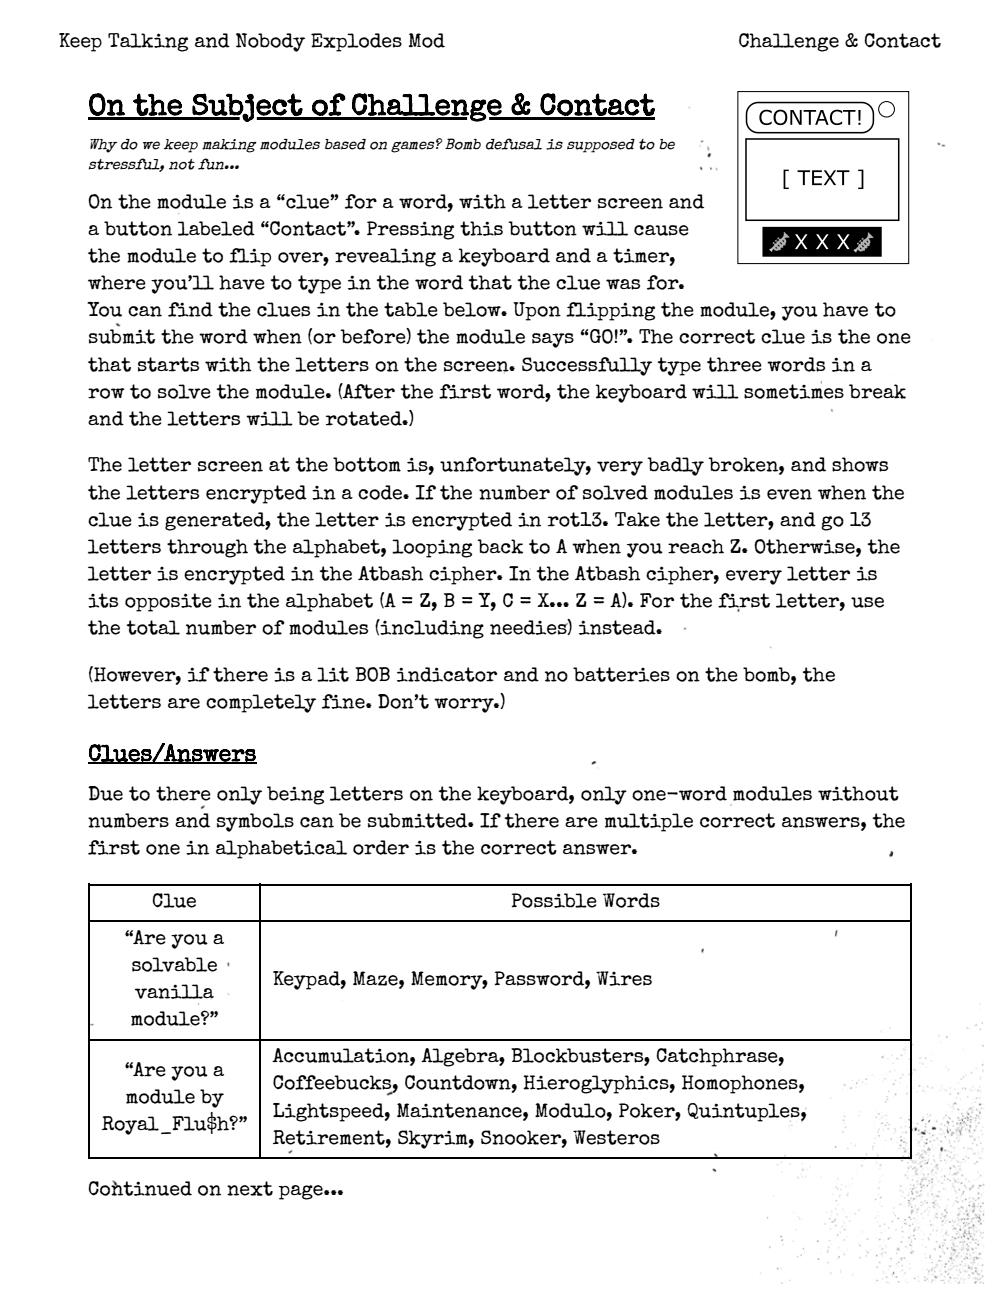 Keep Talking and Nobody Explodes Mod
Challenge & Contact
On the Subject of Challenge & Contact
Why do we keep making modules based on games? Bomb defusal is supposed to be
stressful, not fun...
CONTACT!
[ TEXT ]
X X X
On the module is a “clue” for a word, with a letter screen and
a button labeled “Contact”. Pressing this button will cause
the module to flip over, revealing a keyboard and a timer,
where you’ll have to type in the word that the clue was for.
You can find the clues in the table below. Upon flipping the module, you have to
submit the word when (or before) the module says “GO!”. The correct clue is the one
that starts with the letters on the screen. Successfully type three words in a
row to solve the module. (After the first word, the keyboard will sometimes break
and the letters will be rotated.)
The letter screen at the bottom is, unfortunately, very badly broken, and shows
the letters encrypted in a code. If the number of solved modules is even when the
clue is generated, the letter is encrypted in rot13. Take the letter, and go 13
letters through the alphabet, looping back to A when you reach Z. Otherwise, the
letter is encrypted in the Atbash cipher. In the Atbash cipher, every letter is
its opposite in the alphabet (A = Z, B = Y, C = X... Z = A). For the first letter, use
the total number of modules (including needies) instead.
(However, if there is a lit BOB indicator and no batteries on the bomb, the
letters are completely fine. Don’t worry.)
Clues/Answers
Due to there only being letters on the keyboard, only one-word modules without
numbers and symbols can be submitted. If there are multiple correct answers, the
first one in alphabetical order is the correct answer.
Clue
Possible Words
“Are you a
solvable
vanilla
module?”
Keypad, Maze, Memory, Password, Wires
“Are you a
module by
Royal_Flu$h?”
Accumulation, Algebra, Blockbusters, Catchphrase,
Coffeebucks, Countdown, Hieroglyphics, Homophones,
Lightspeed, Maintenance, Modulo, Poker, Quintuples,
Retirement, Skyrim, Snooker, Westeros
Continued on next page...